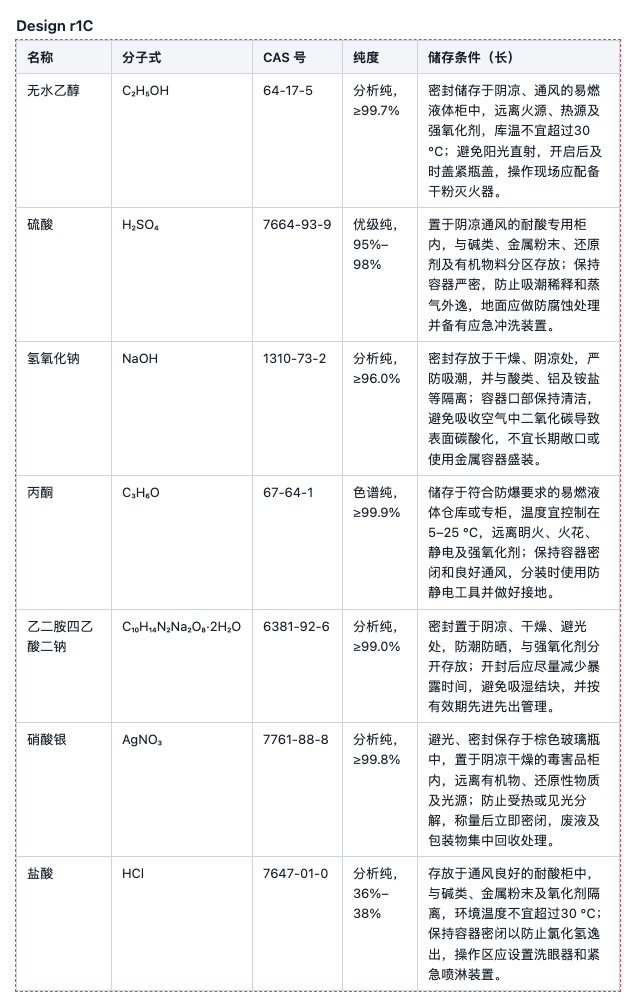 Design r1C
名称 分子式 CAS 号 纯度 储存条件（长）
无水乙醇 C₂H₅OH 64-17-5 分析纯， 密封储存于阴凉、通风的易燃
≥99.7% 液体柜中，远离火源、热源及
强氧化剂，库温不宜超过30
°C；避免阳光直射，开启后及
时盖紧瓶盖，操作现场应配备
干粉灭火器。
硫酸 H₂SO₄ 7664-93-9 优级纯， 置于阴凉通风的耐酸专用柜
95%– 内，与碱类、金属粉末、还原
98% 剂及有机物料分区存放；保持
容器严密，防止吸潮稀释和蒸
气外逸，地面应做防腐蚀处理
并备有应急冲洗装置。
氢氧化钠 NaOH 1310-73-2 分析纯， 密封存放于干燥、阴凉处，严
≥96.0% 防吸潮，并与酸类、铝及铵盐
等隔离；容器口部保持清洁，
避免吸收空气中二氧化碳导致
表面碳酸化，不宜长期敞口或
使用金属容器盛装。
丙酮 C₃H₆O 67-64-1 色谱纯， 储存于符合防爆要求的易燃液
≥99.9% 体仓库或专柜，温度宜控制在
5–25 °C，远离明火、火花、
静电及强氧化剂；保持容器密
闭和良好通风，分装时使用防
静电工具并做好接地。
乙二胺四乙 C₁₀H₁₄N₂Na₂O₈·2H₂O 6381-92-6 分析纯， 密封置于阴凉、干燥、避光
酸二钠 ≥99.0% 处，防潮防晒，与强氧化剂分
开存放；开封后应尽量减少暴
露时间，避免吸湿结块，并按
有效期先进先出管理。
硝酸银 AgNO₃ 7761-88-8 分析纯， 避光、密封保存于棕色玻璃瓶
≥99.8% 中，置于阴凉干燥的毒害品柜
内，远离有机物、还原性物质
及光源；防止受热或见光分
解，称量后立即密闭，废液及
包装物集中回收处理。
盐酸 HCl 7647-01-0 分析纯， 存放于通风良好的耐酸柜中，
36%– 与碱类、金属粉末及氧化剂隔
38% 离，环境温度不宜超过30 °C；
保持容器密闭以防止氯化氢逸
出，操作区应设置洗眼器和紧
急喷淋装置。